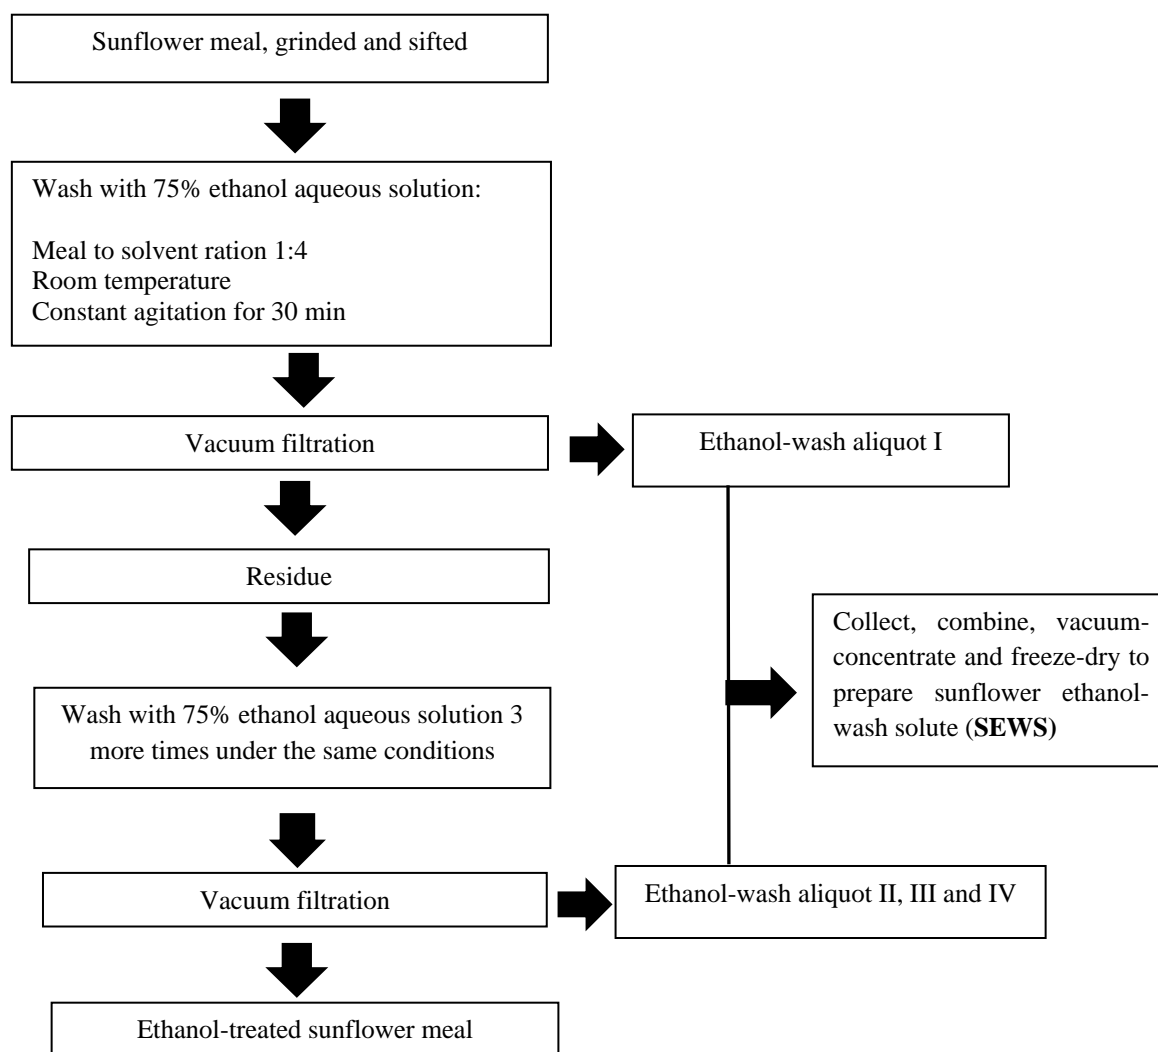 Sunflower meal, grinded and sifted
Wash with 75% ethanol aqueous solution:
Meal to solvent ration 1:4
Room temperature
Constant agitation for 30 min
Vacuum filtration
Ethanol-wash aliquot I
Residue
Collect, combine, vacuum-
concentrate and freeze-dry to
prepare sunflower ethanol-
wash solute (SEWS)
Wash with 75% ethanol aqueous solution 3
more times under the same conditions
Vacuum filtration
Ethanol-wash aliquot II, III and IV
Ethanol-treated sunflower meal